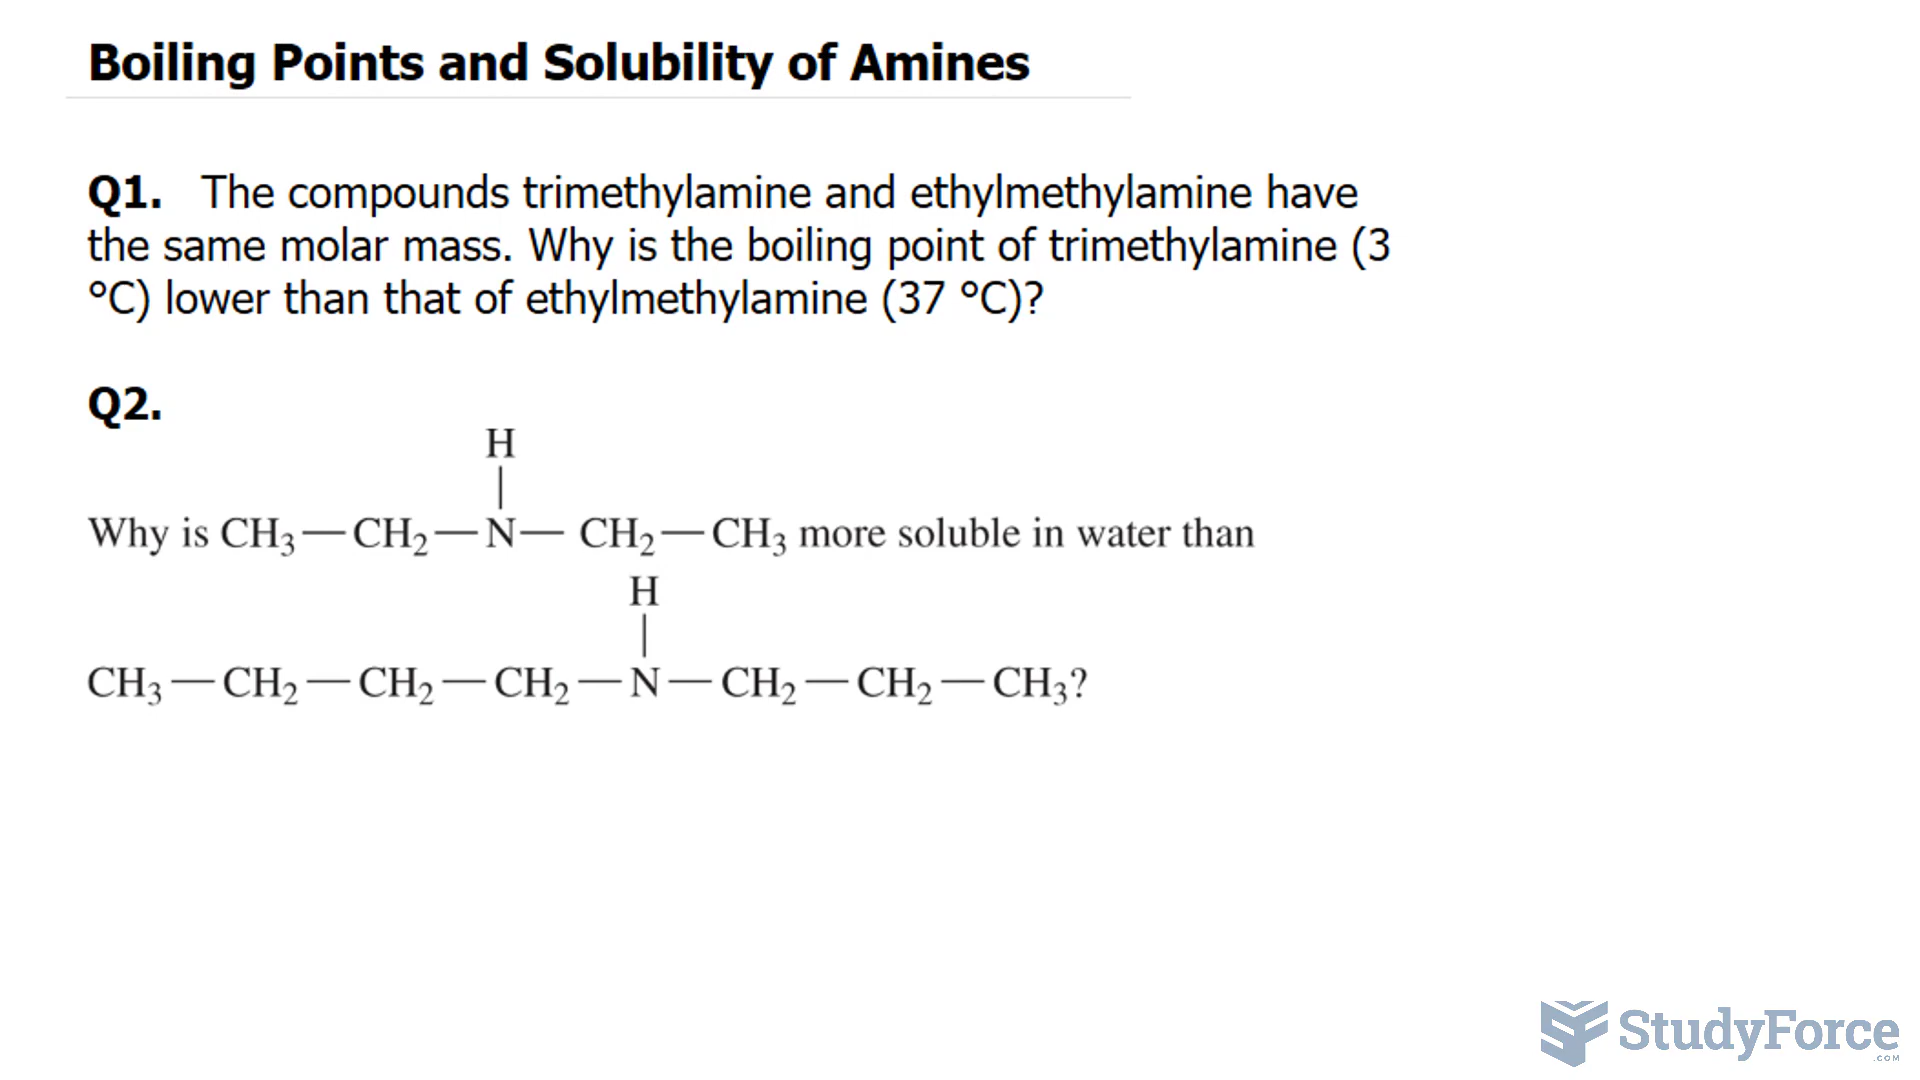 Boiling Points and Solubility of Amines
Q1. The compounds trimethylamine and ethylmethylamine have
the same molar mass. Why is the boiling point of trimethylamine (3
°C) lower than that of ethylmethylamine (37 °C)?
Q2.
H
|
Why is CH₃—CH₂—N—CH₂—CH₃ more soluble in water than
H
|
CH₃—CH₂—CH₂—CH₂—N—CH₂—CH₂—CH₃?
StudyForce
.COM